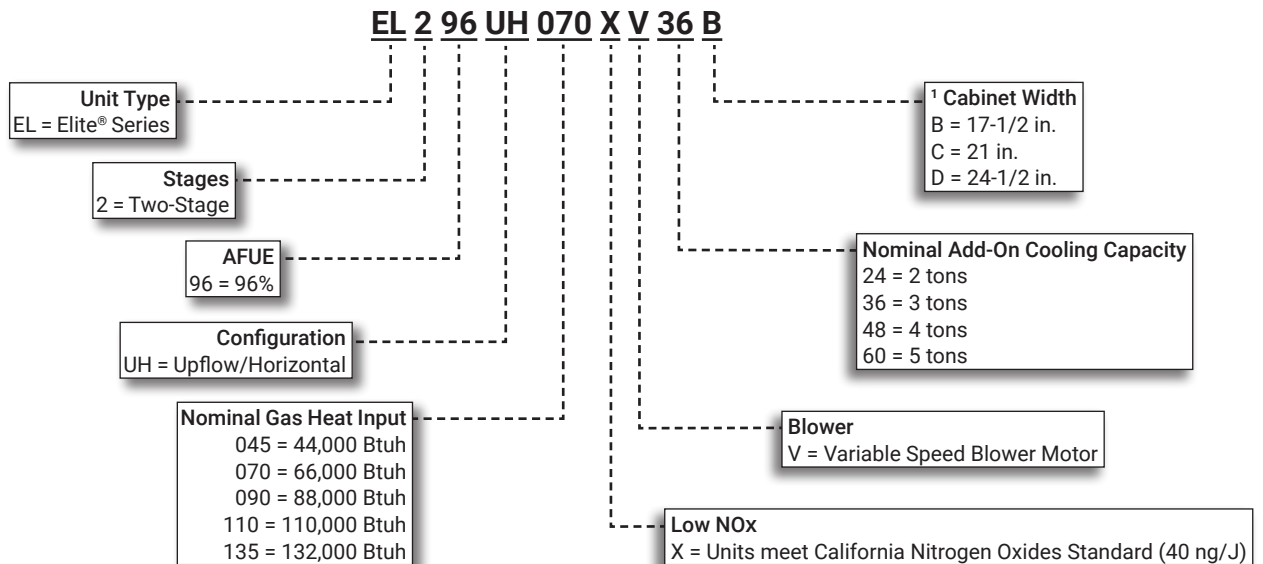 EL 2 96 UH 070 X V 36 B
Unit Type
EL = Elite® Series
Stages
2 = Two-Stage
AFUE
96 = 96%
Configuration
UH = Upflow/Horizontal
Nominal Gas Heat Input
045 = 44,000 Btuh
070 = 66,000 Btuh
090 = 88,000 Btuh
110 = 110,000 Btuh
135 = 132,000 Btuh
¹ Cabinet Width
B = 17-1/2 in.
C = 21 in.
D = 24-1/2 in.
Nominal Add-On Cooling Capacity
24 = 2 tons
36 = 3 tons
48 = 4 tons
60 = 5 tons
Blower
V = Variable Speed Blower Motor
Low NOx
X = Units meet California Nitrogen Oxides Standard (40 ng/J)